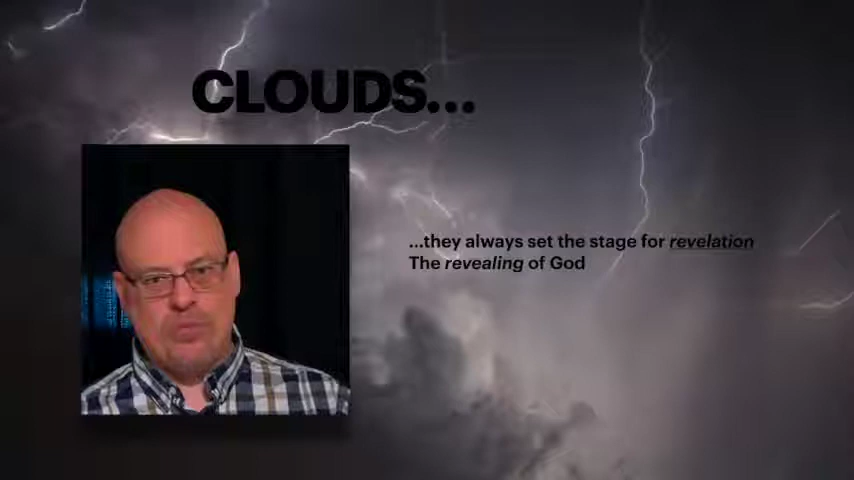 CLOUDS...
...they always set the stage for revelation
The revealing of God